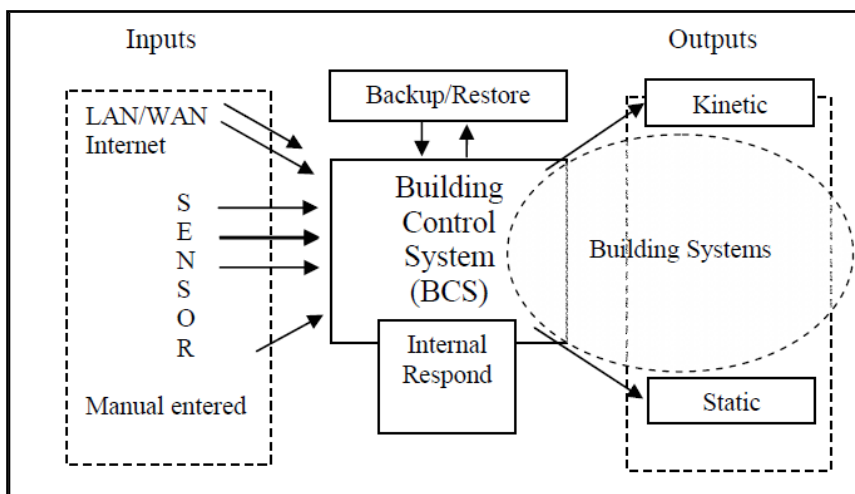 Inputs
Outputs
LAN/WAN
Internet
S
E
N
S
O
R
Manual entered
Backup/Restore
Building
Control
System
(BCS)
Internal
Respond
Kinetic
Building Systems
Static